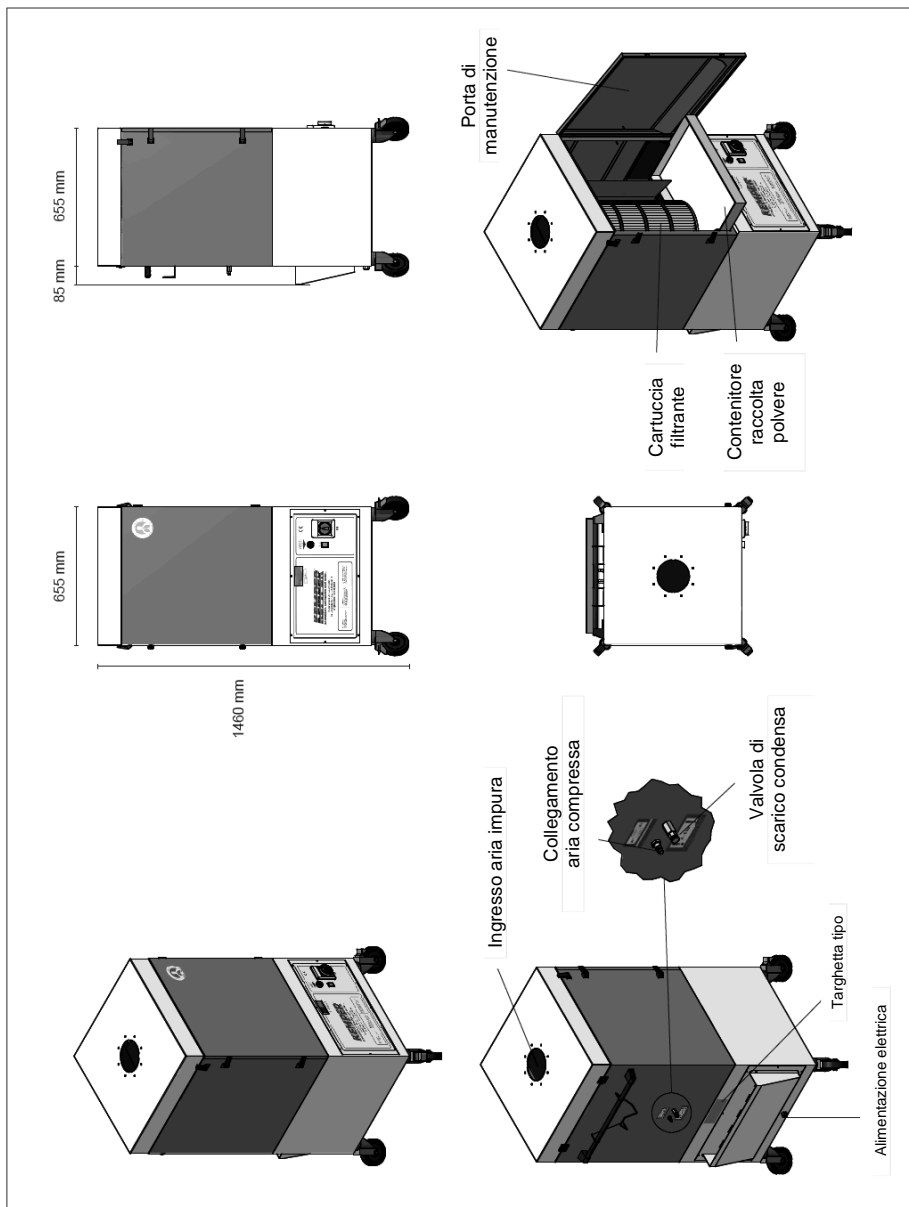 655 mm
85 mm
655 mm
1460 mm
Porta di
manutenzione
Cartuccia
filtrante
Contenitore
raccolta
polvere
KEMPER
Ingresso aria impura
Collegamento
aria compressa
Valvola di
scarico condensa
Targhetta tipo
Alimentazione elettrica